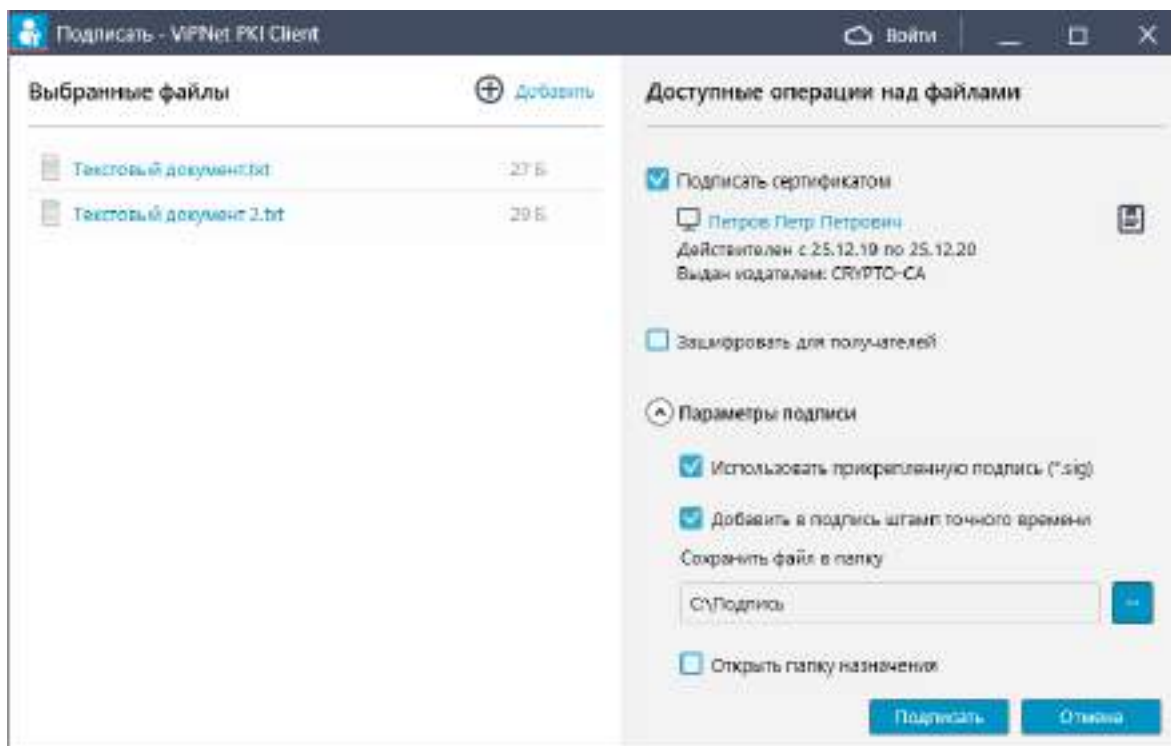 Подписать - ViPNet PKI Client
Войти
Выбранные файлы
Добавить
Текстовый документ.txt
27 Б
Текстовый документ 2.txt
29 Б
Доступные операции над файлами
Подписать сертификатом
Петров Петр Петрович
Действителен с 25.12.19 по 25.12.20
Выдан издателем: CRYPTO-CA
Зашифровать для получателей
Параметры подписи
Использовать прикрепленную подпись (*.sig)
Добавить в подпись штамп точного времени
Сохранить файл в папку
C:\Подпись
Открыть папку назначения
Подписать
Отмена